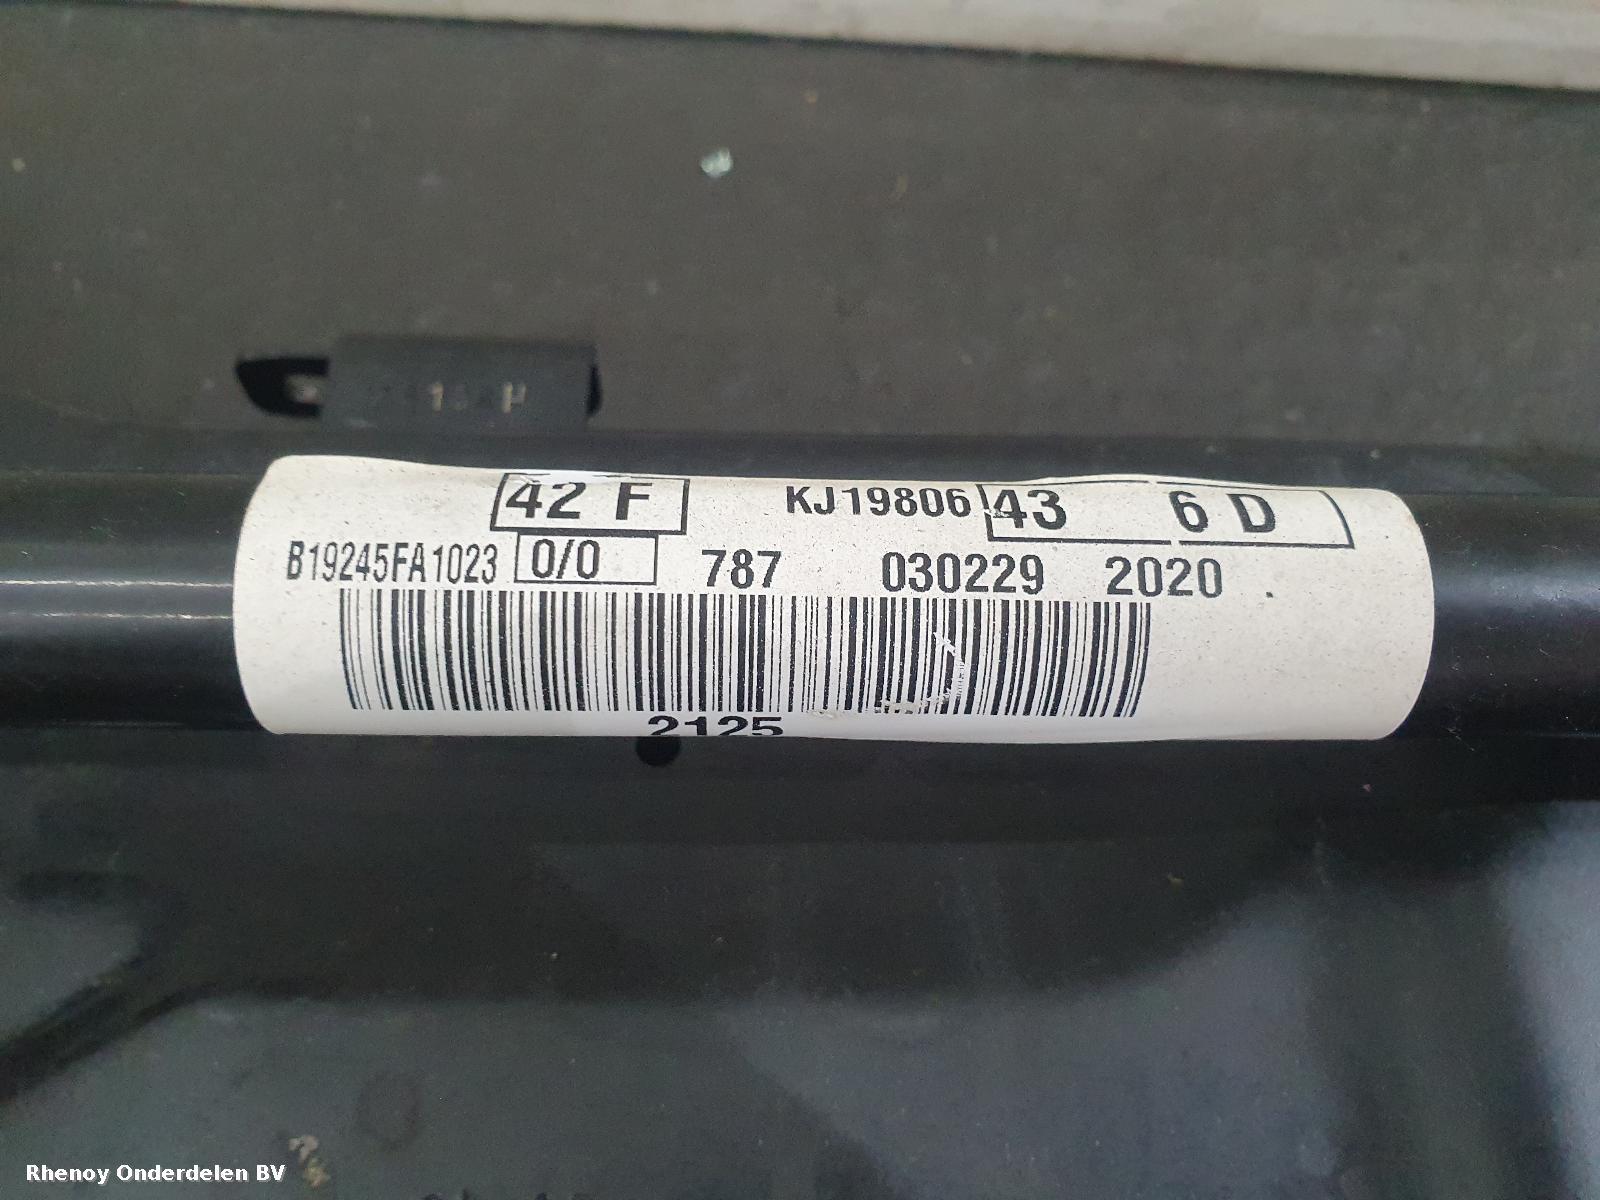 42 F KJ19806 43 6 D
B19245FA1023 0/0 787 030229 2020 .
2125
Rhenoy Onderdelen BV